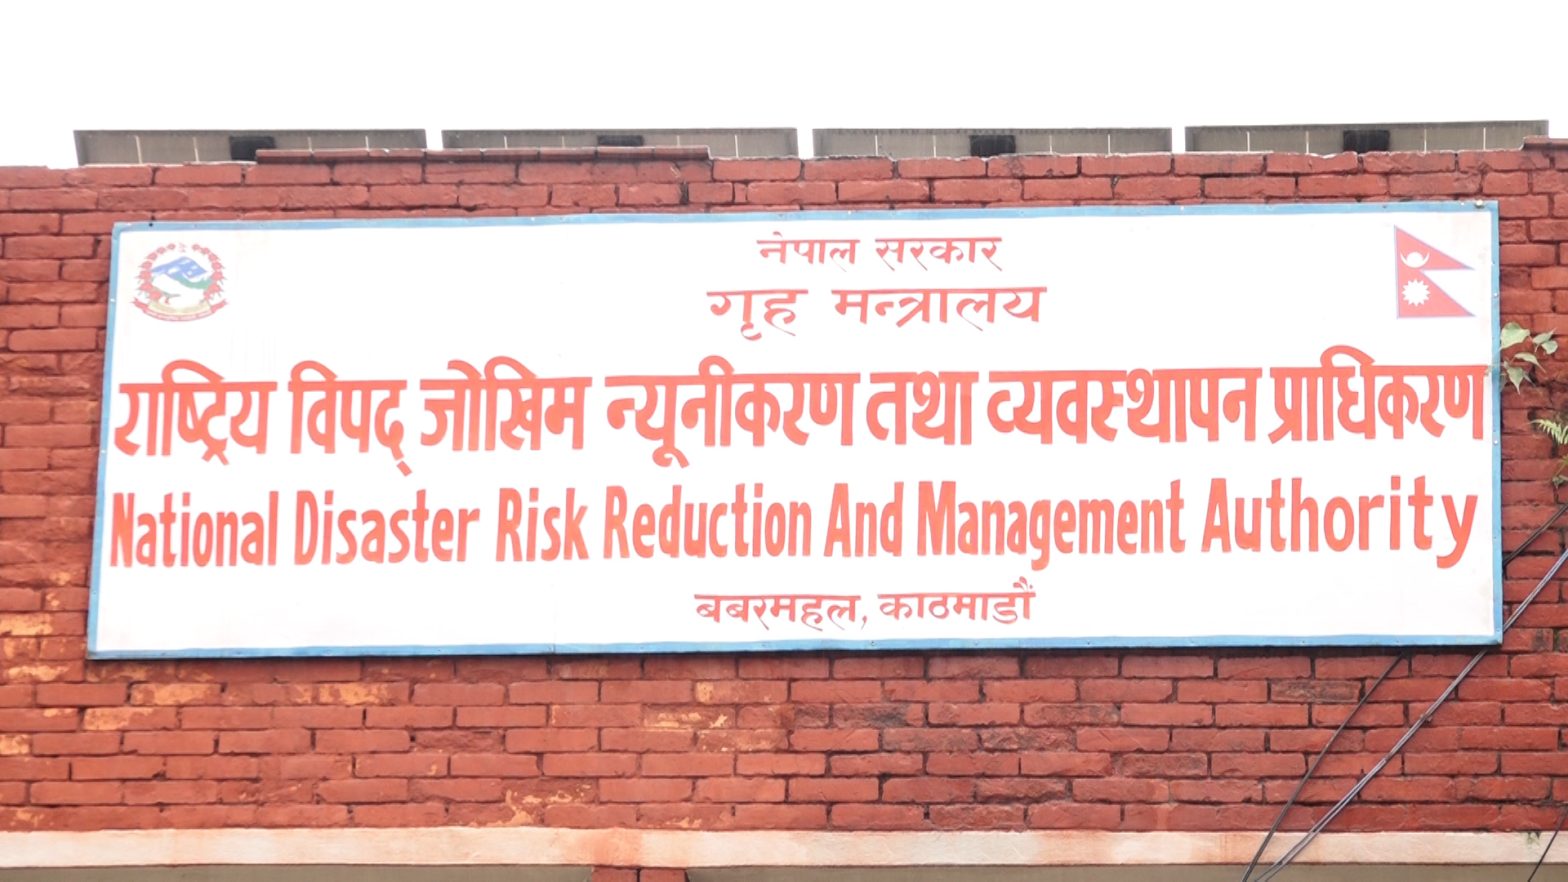 नेपाल सरकार
गृह मन्त्रालय
राष्ट्रिय विपद् जोखिम न्यूनीकरण तथा व्यवस्थापन प्राधिकरण
National Disaster Risk Reduction And Management Authority
बबरमहल, काठमाडौं